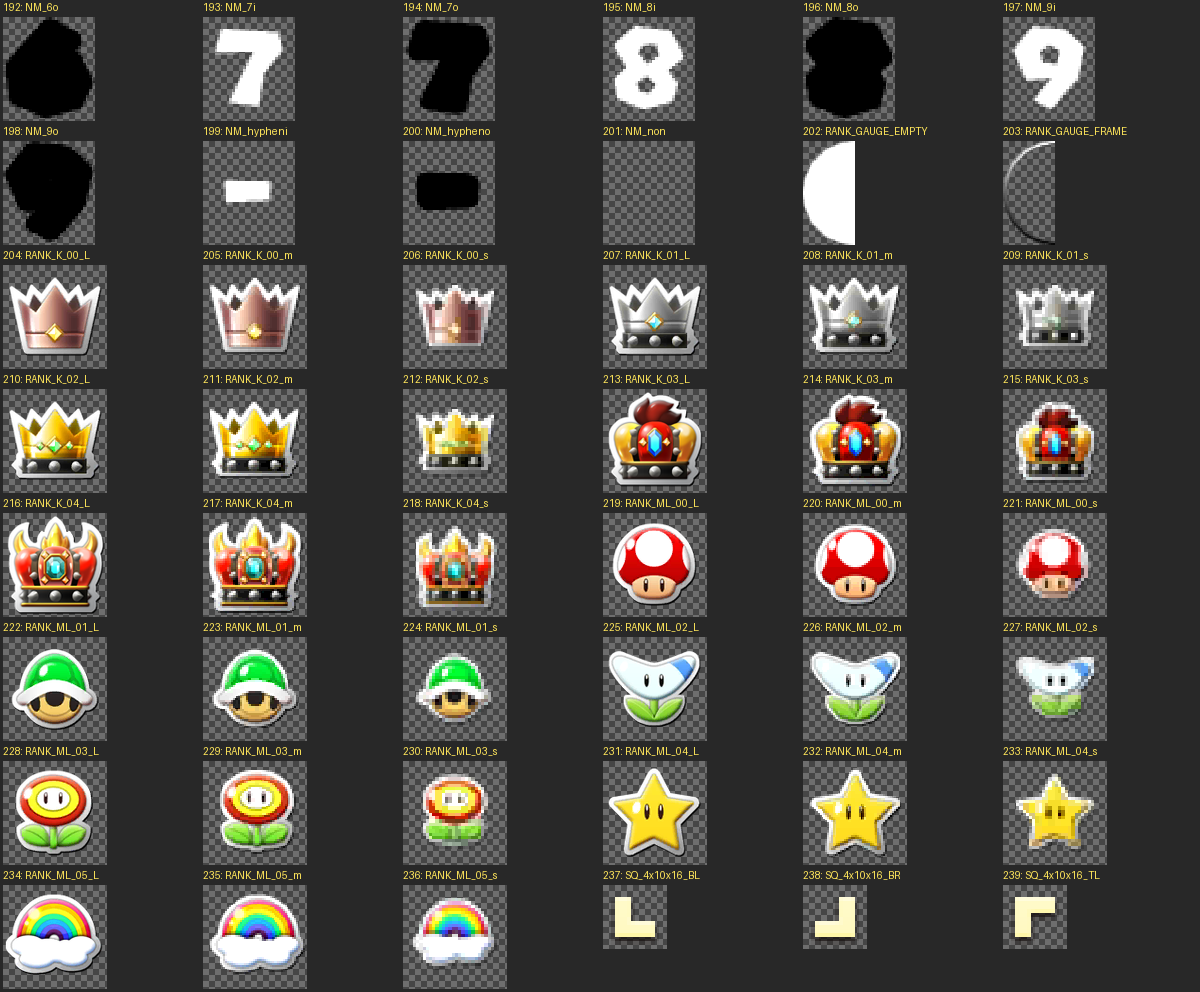 192: NM_6o 193: NM_7i 194: NM_7o 195: NM_8i 196: NM_8o 197: NM_9i
7 7 8 8 9
198: NM_9o 199: NM_hypheni 200: NM_hypheno 201: NM_non 202: RANK_GAUGE_EMPTY 203: RANK_GAUGE_FRAME
204: RANK_K_00_L 205: RANK_K_00_m 206: RANK_K_00_s 207: RANK_K_01_L 208: RANK_K_01_m 209: RANK_K_01_s
210: RANK_K_02_L 211: RANK_K_02_m 212: RANK_K_02_s 213: RANK_K_03_L 214: RANK_K_03_m 215: RANK_K_03_s
216: RANK_K_04_L 217: RANK_K_04_m 218: RANK_K_04_s 219: RANK_ML_00_L 220: RANK_ML_00_m 221: RANK_ML_00_s
222: RANK_ML_01_L 223: RANK_ML_01_m 224: RANK_ML_01_s 225: RANK_ML_02_L 226: RANK_ML_02_m 227: RANK_ML_02_s
228: RANK_ML_03_L 229: RANK_ML_03_m 230: RANK_ML_03_s 231: RANK_ML_04_L 232: RANK_ML_04_m 233: RANK_ML_04_s
234: RANK_ML_05_L 235: RANK_ML_05_m 236: RANK_ML_05_s 237: SQ_4x10x16_BL 238: SQ_4x10x16_BR 239: SQ_4x10x16_TL